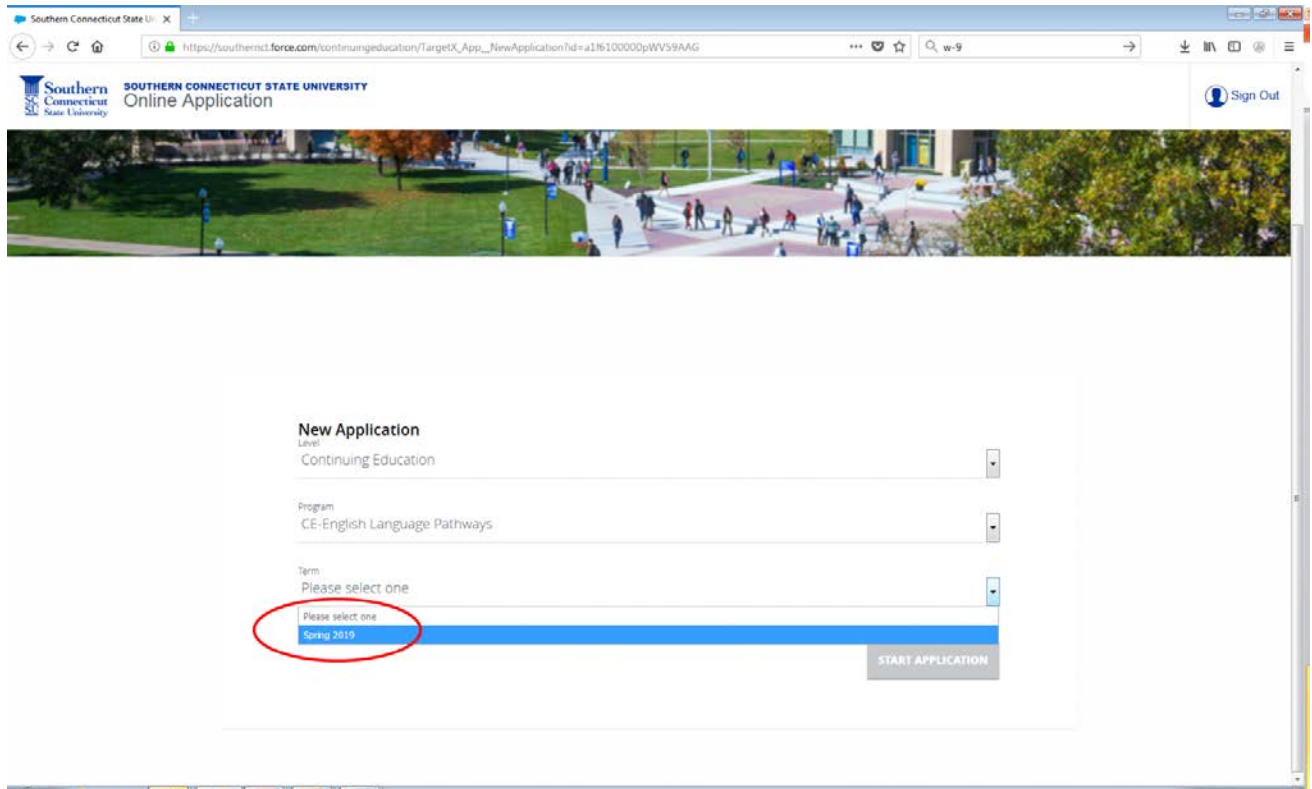 Southern Connecticut State Un
https://southernct.force.com/continuingeducation/TargetX_App__NewApplication?id=a1f6100000pWVS9AAG
w-9
Southern
Connecticut
State University
SOUTHERN CONNECTICUT STATE UNIVERSITY
Online Application
Sign Out
New Application
Level
Continuing Education
Program
CE-English Language Pathways
Term
Please select one
Please select one
Spring 2019
START APPLICATION